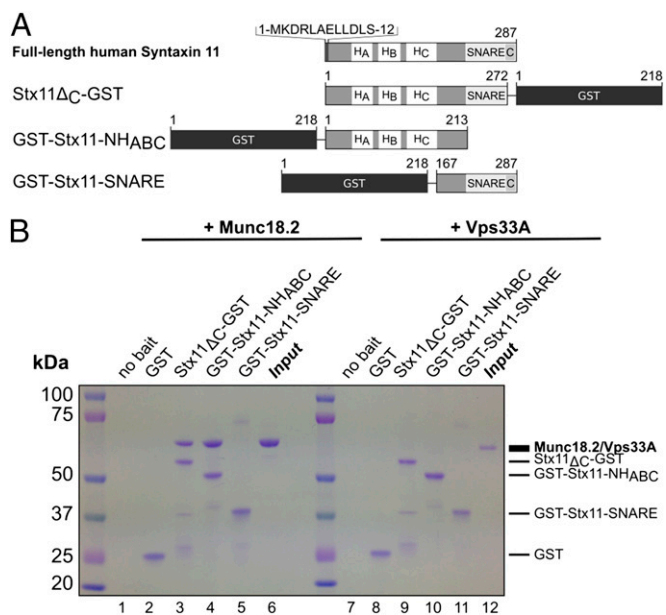 A
1-MKDRLAELLDLS-12
Full-length human Syntaxin 11
287
HA HB HC SNARE C
Stx11ΔC-GST
1 272 1 218
HA HB HC SNARE GST
GST-Stx11-NHABC
1 218 1 213
GST HA HB HC
GST-Stx11-SNARE
1 218 167 287
GST SNARE C
B
+ Munc18.2 + Vps33A
no bait GST Stx11ΔC-GST GST-Stx11-NHABC GST-Stx11-SNARE Input
no bait GST Stx11ΔC-GST GST-Stx11-NHABC GST-Stx11-SNARE Input
kDa
100
75
50
37
25
20
Munc18.2/Vps33A
Stx11ΔC-GST
GST-Stx11-NHABC
GST-Stx11-SNARE
GST
1 2 3 4 5 6 7 8 9 10 11 12